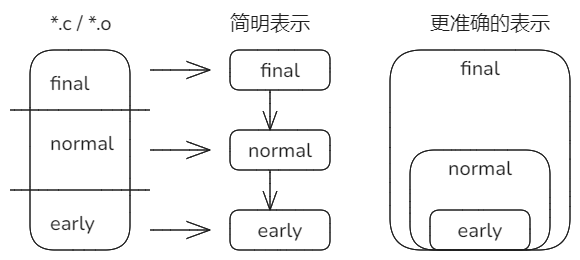 *.c / *.o
final
normal
early
简明表示
final
normal
early
更准确的表示
final
normal
early